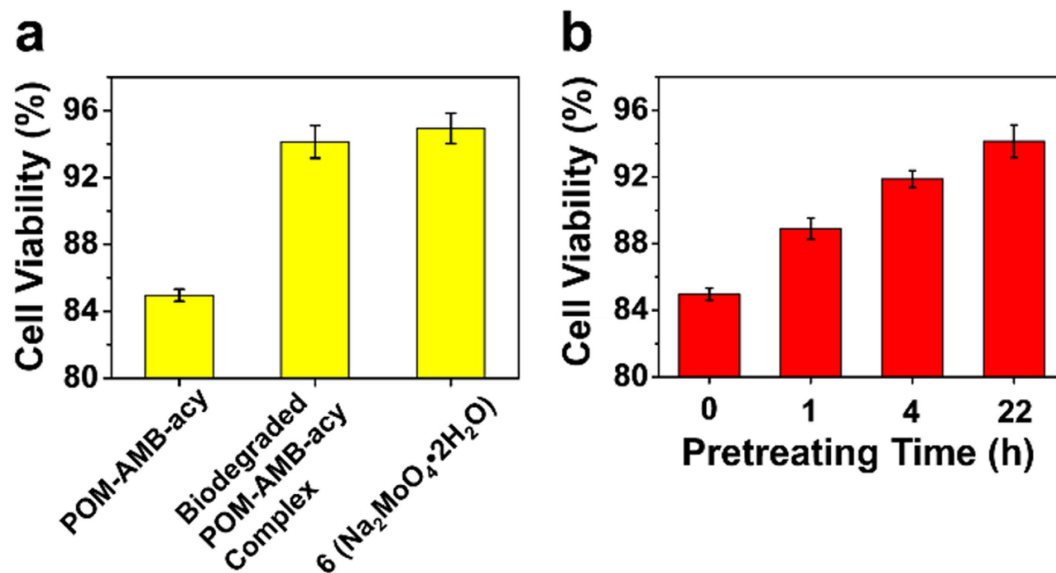 a
Cell Viability (%)
96
92
88
84
80
POM-AMB-acy
Biodegraded
POM-AMB-acy
Complex
6 (Na₂MoO₄•2H₂O)
b
Cell Viability (%)
96
92
88
84
80
0 1 4 22
Pretreating Time (h)